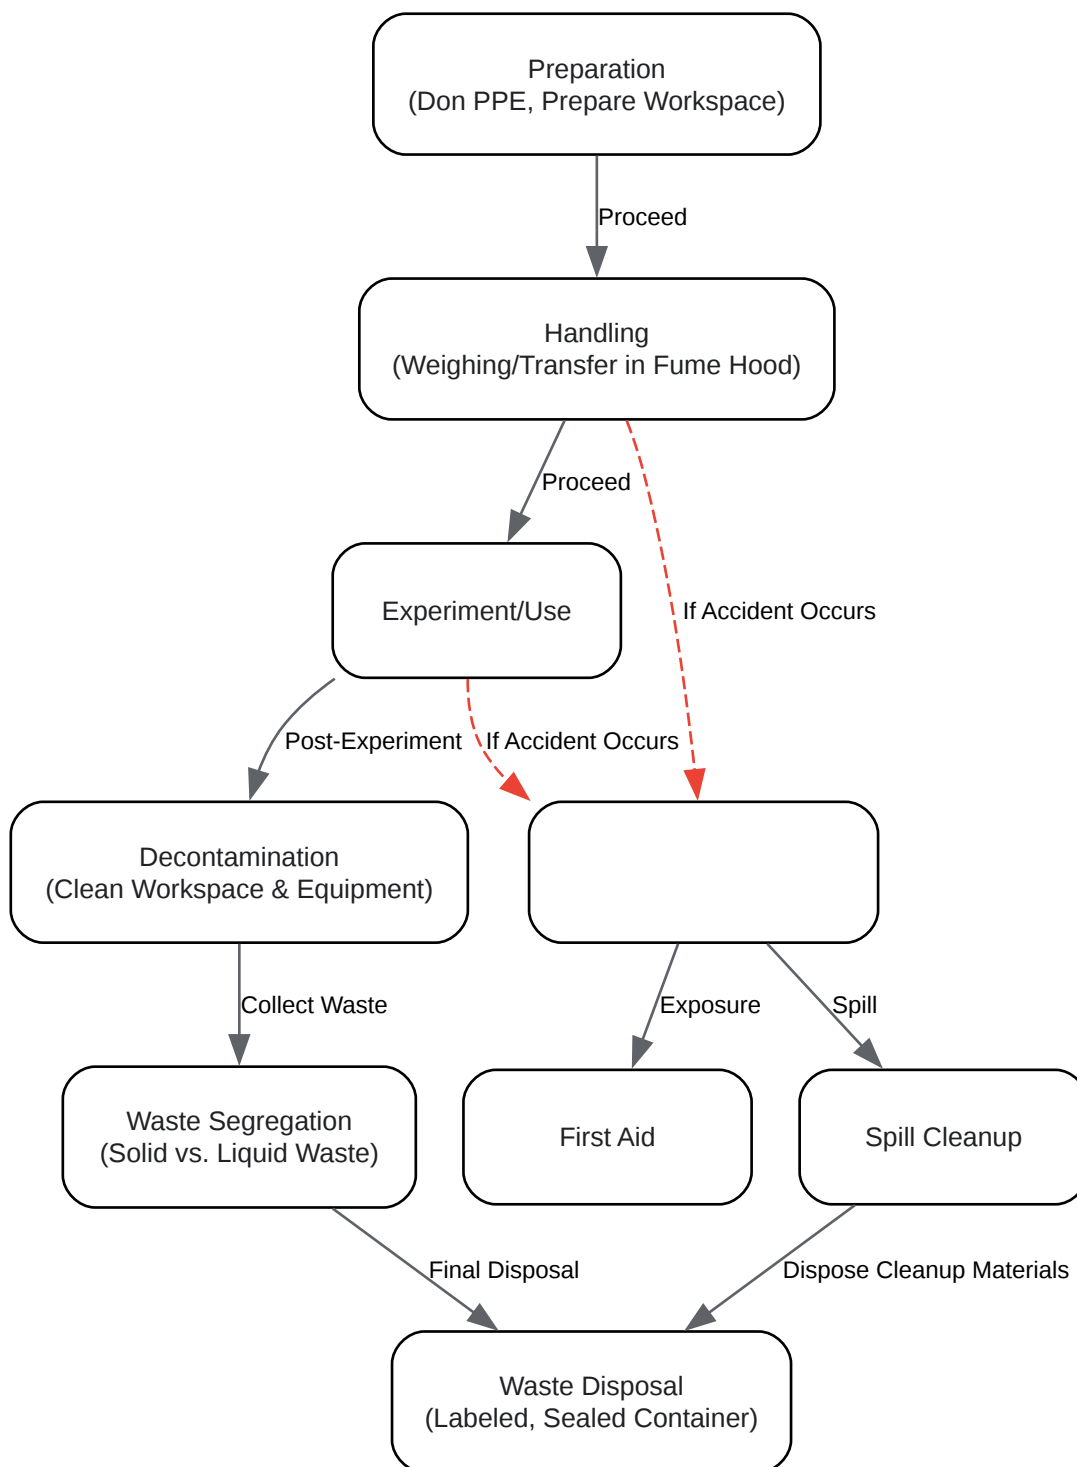 Preparation
(Don PPE, Prepare Workspace)
Proceed
Handling
(Weighing/Transfer in Fume Hood)
Proceed
Experiment/Use
If Accident Occurs
Post-Experiment
If Accident Occurs
Decontamination
(Clean Workspace & Equipment)
Collect Waste
Exposure
Spill
Waste Segregation
(Solid vs. Liquid Waste)
First Aid
Spill Cleanup
Final Disposal
Dispose Cleanup Materials
Waste Disposal
(Labeled, Sealed Container)